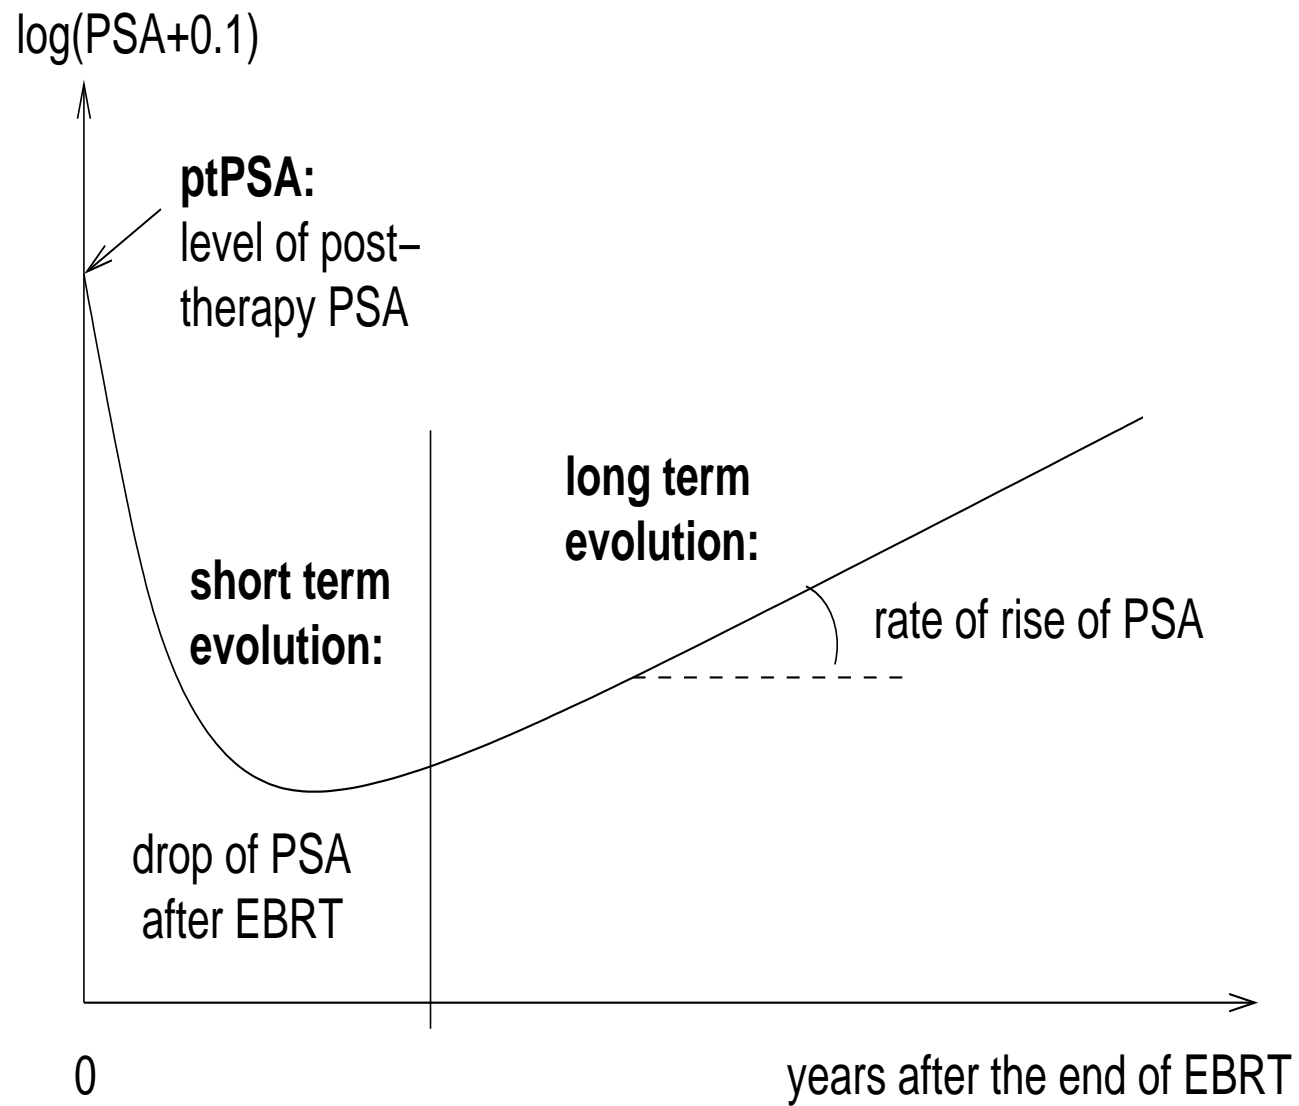 log(PSA+0.1)
ptPSA:
level of post–
therapy PSA
long term
evolution:
short term
evolution:
rate of rise of PSA
drop of PSA
after EBRT
0
years after the end of EBRT